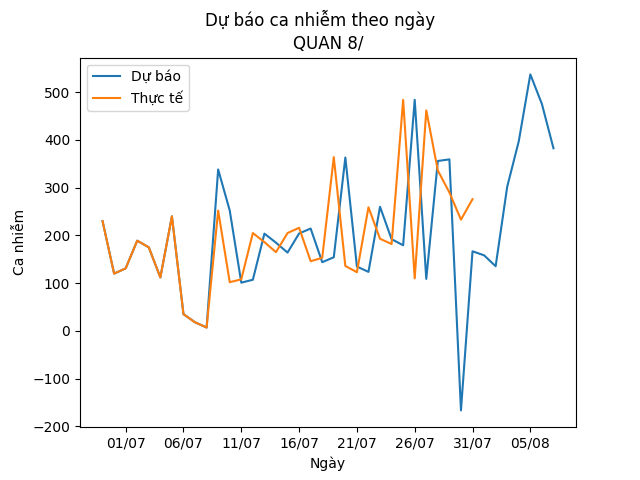 Dự báo ca nhiễm theo ngày
QUAN 8/
Dự báo
Thực tế
Ca nhiễm
500
400
300
200
100
0
−100
−200
01/07 06/07 11/07 16/07 21/07 26/07 31/07 05/08
Ngày